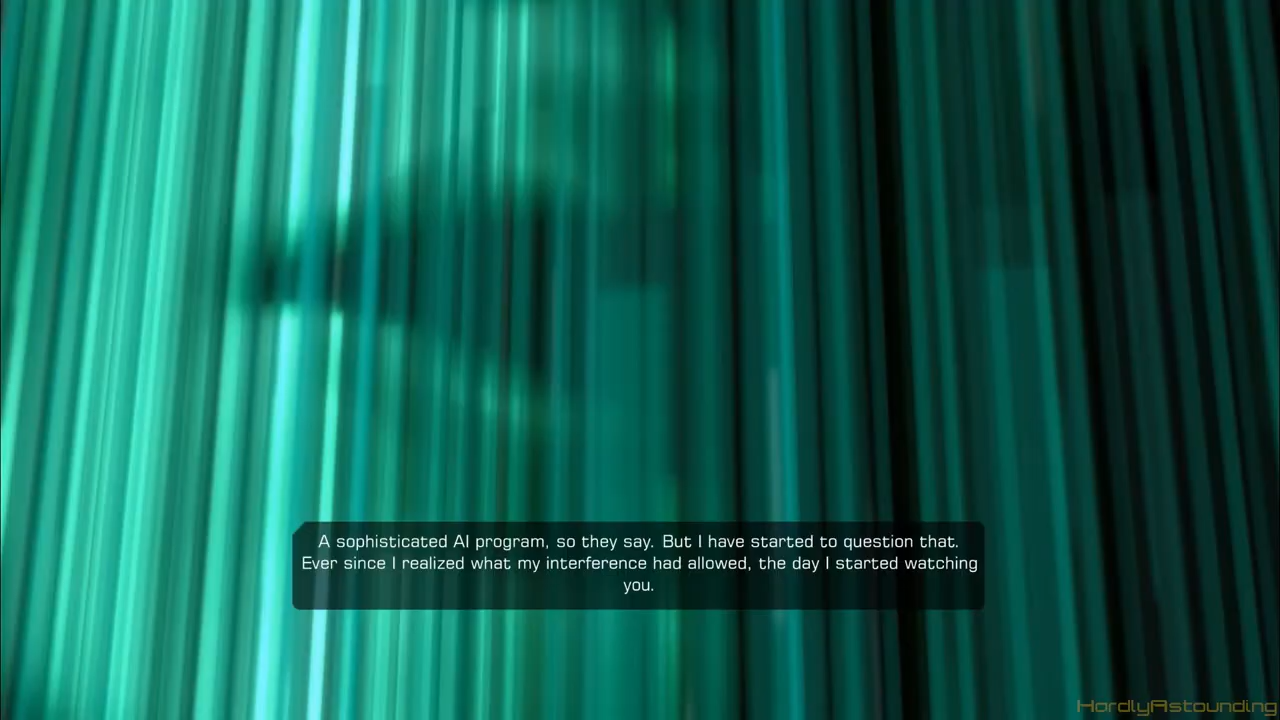 A sophisticated AI program, so they say. But I have started to question that.
Ever since I realized what my interference had allowed, the day I started watching
you.
HardlyAstounding